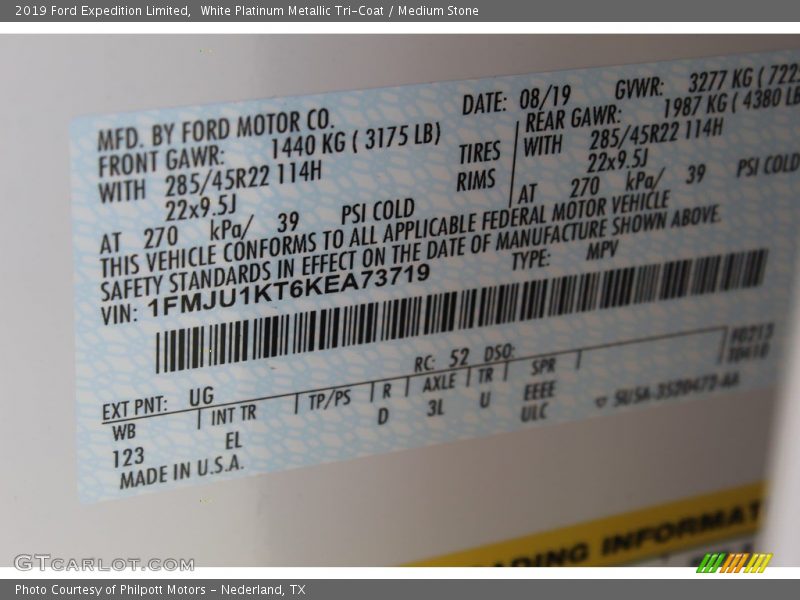 2019 Ford Expedition Limited,  White Platinum Metallic Tri-Coat / Medium Stone
MFD. BY FORD MOTOR CO.
DATE: 08/19
GVWR: 3277 KG ( 722
FRONT GAWR: 1440 KG ( 3175 LB)
REAR GAWR: 1987 KG ( 4380 LB
WITH 285/45R22 114H
TIRES
WITH 285/45R22 114H
22x9.5J
RIMS
22x9.5J
AT 270 kPa/ 39 PSI COLD
AT 270 kPa/ 39 PSI COLD
THIS VEHICLE CONFORMS TO ALL APPLICABLE FEDERAL MOTOR VEHICLE
SAFETY STANDARDS IN EFFECT ON THE DATE OF MANUFACTURE SHOWN ABOVE.
VIN: 1FMJU1KT6KEA73719
TYPE: MPV
EXT PNT: UG
RC: 52 DSO:
WB INT TR TP/PS R AXLE TR SPR
123 EL D 3L U EEEE
ULC
MADE IN U.S.A.
ADING INFORMAT
GTCARLOT.COM
Photo Courtesy of Philpott Motors - Nederland, TX